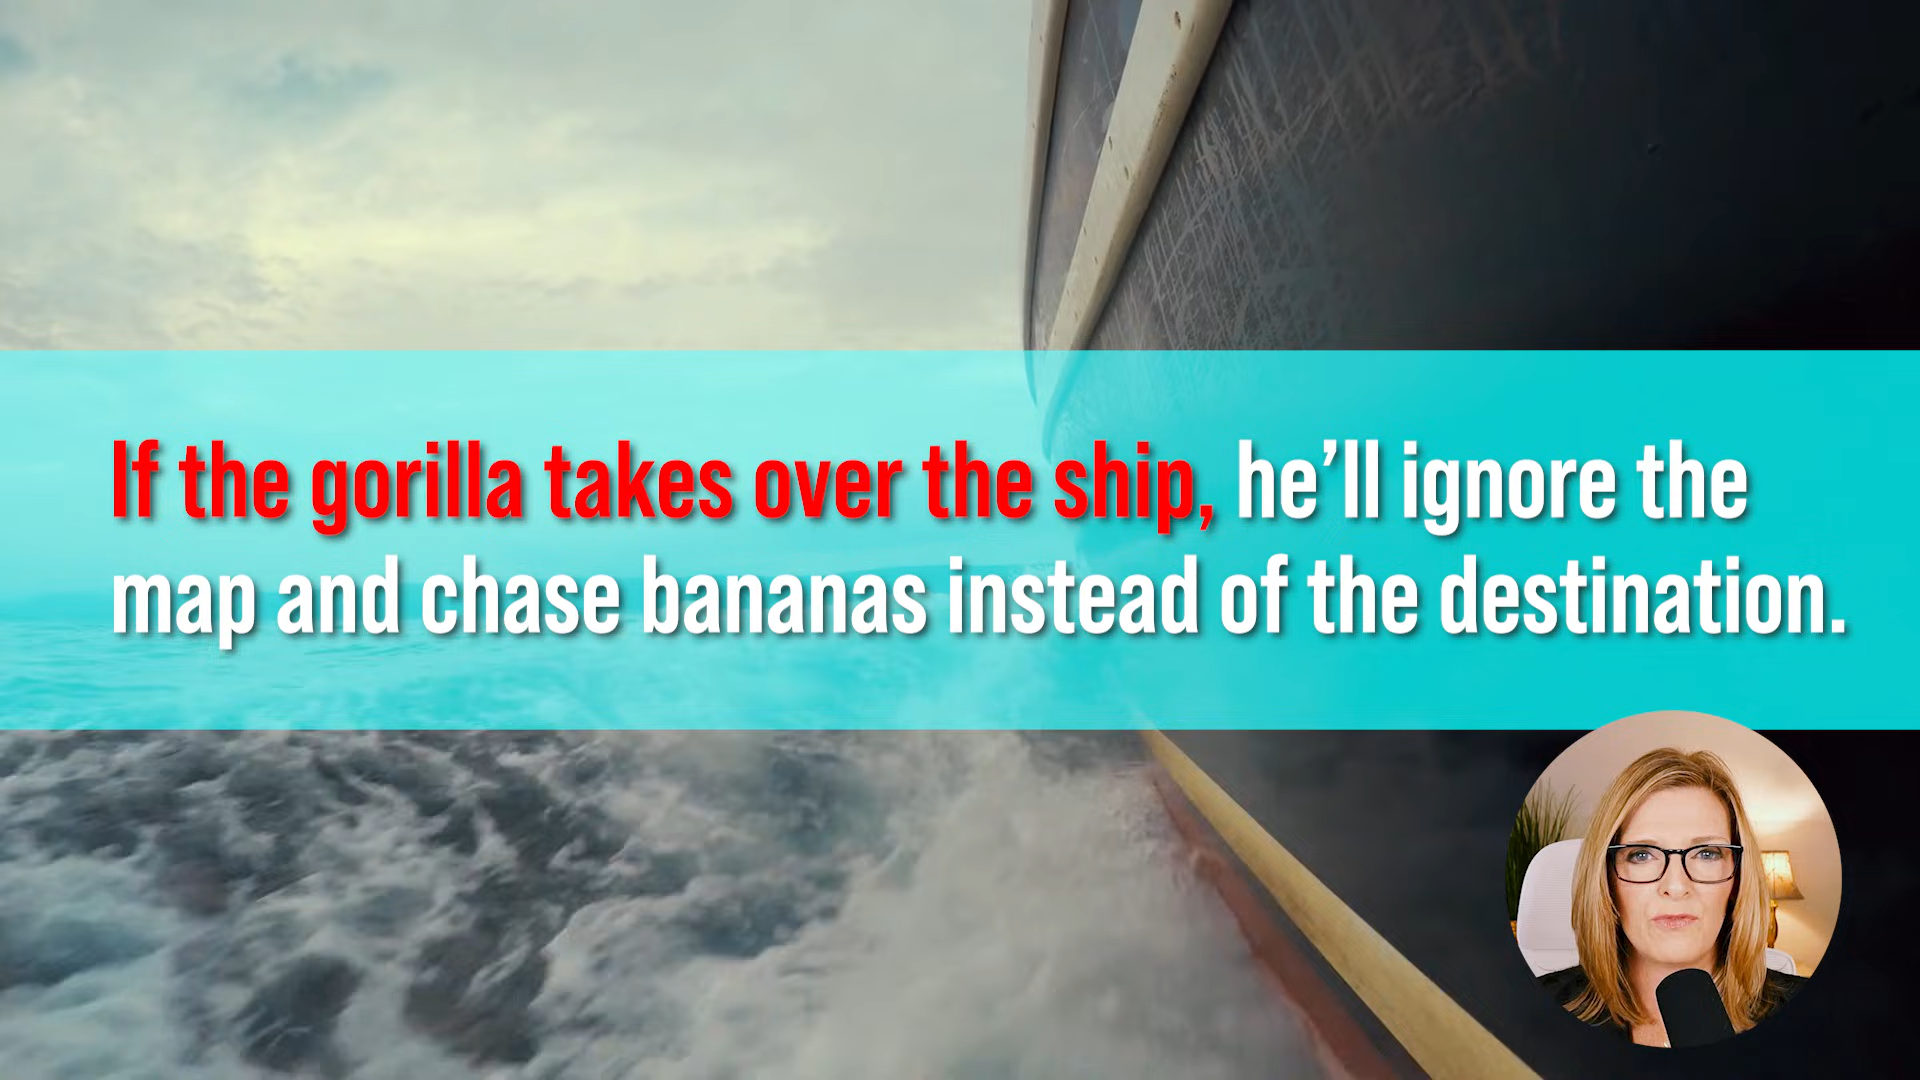 If the gorilla takes over the ship, he’ll ignore the
map and chase bananas instead of the destination.